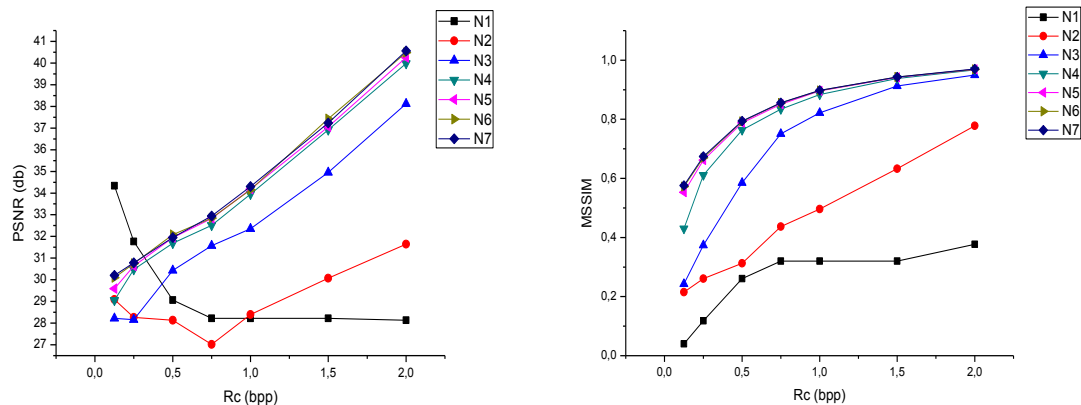 N1
N2
N3
N4
N5
N6
N7
41
40
39
38
37
36
35
34
33
32
31
30
29
28
27
PSNR (db)
0,0 0,5 1,0 1,5 2,0
Rc (bpp)
N1
N2
N3
N4
N5
N6
N7
1,0
0,8
0,6
0,4
0,2
0,0
MSSIM
0,0 0,5 1,0 1,5 2,0
Rc (bpp)